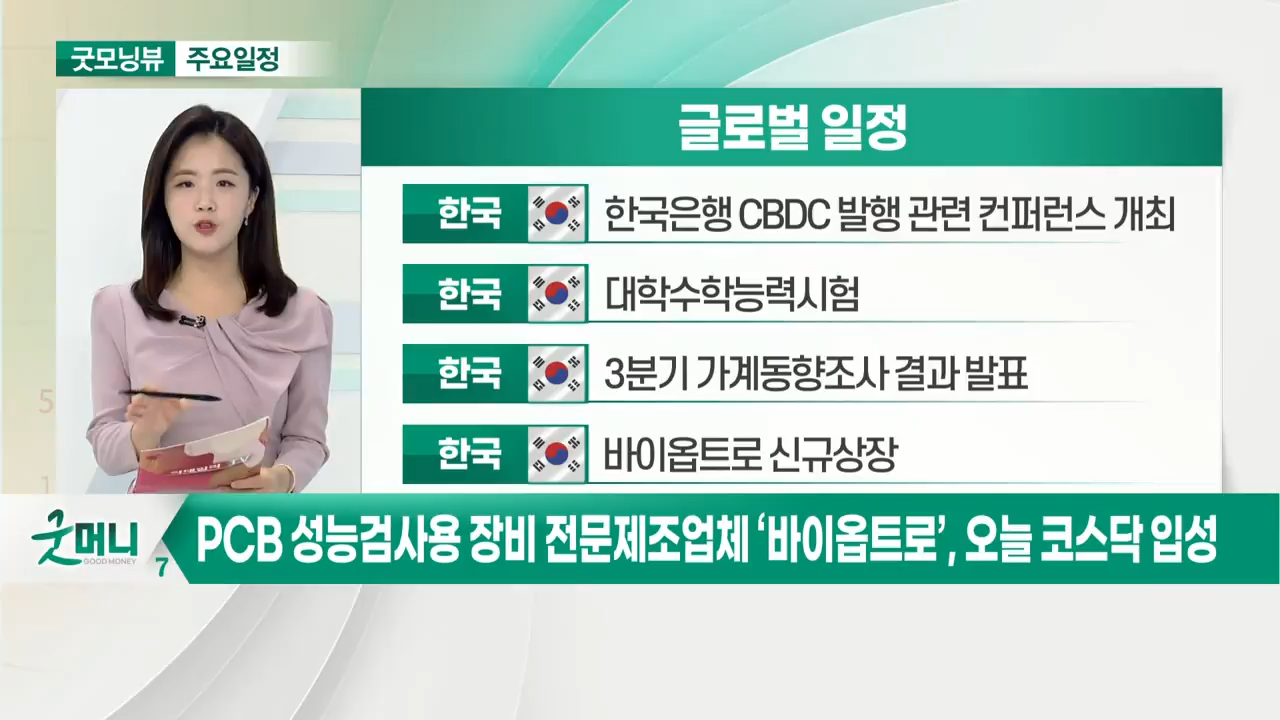 굿모닝뷰 주요일정
글로벌 일정
한국 한국은행 CBDC 발행 관련 컨퍼런스 개최
한국 대학수학능력시험
한국 3분기 가계동향조사 결과 발표
한국 바이옵트로 신규상장
굿머니
GOOD MONEY
7
PCB 성능검사용 장비 전문제조업체 ‘바이옵트로’, 오늘 코스닥 입성
5
1